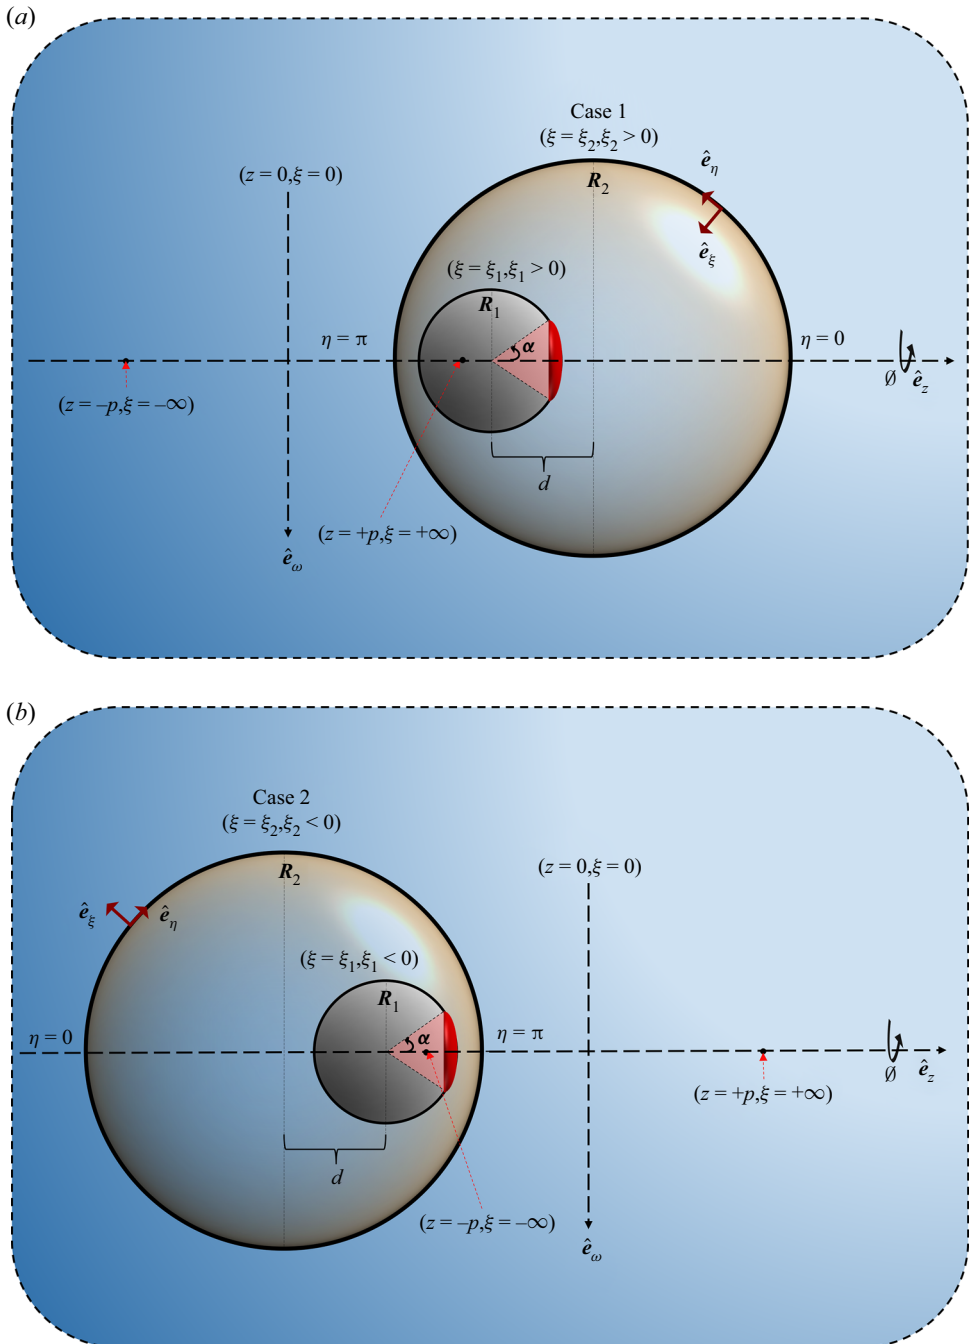 (a)
Case 1
(ξ = ξ₂, ξ₂ > 0)
ê_η
(z = 0, ξ = 0)
R₂
ê_ξ
(ξ = ξ₁, ξ₁ > 0)
R₁
η = π
α
η = 0
Ø
ê_z
(z = –p, ξ = –∞)
d
(z = +p, ξ = +∞)
ê_ω
(b)
Case 2
(ξ = ξ₂, ξ₂ < 0)
(z = 0, ξ = 0)
R₂
ê_ξ
ê_η
(ξ = ξ₁, ξ₁ < 0)
R₁
η = 0
α
η = π
Ø
ê_z
(z = +p, ξ = +∞)
d
(z = –p, ξ = –∞)
ê_ω